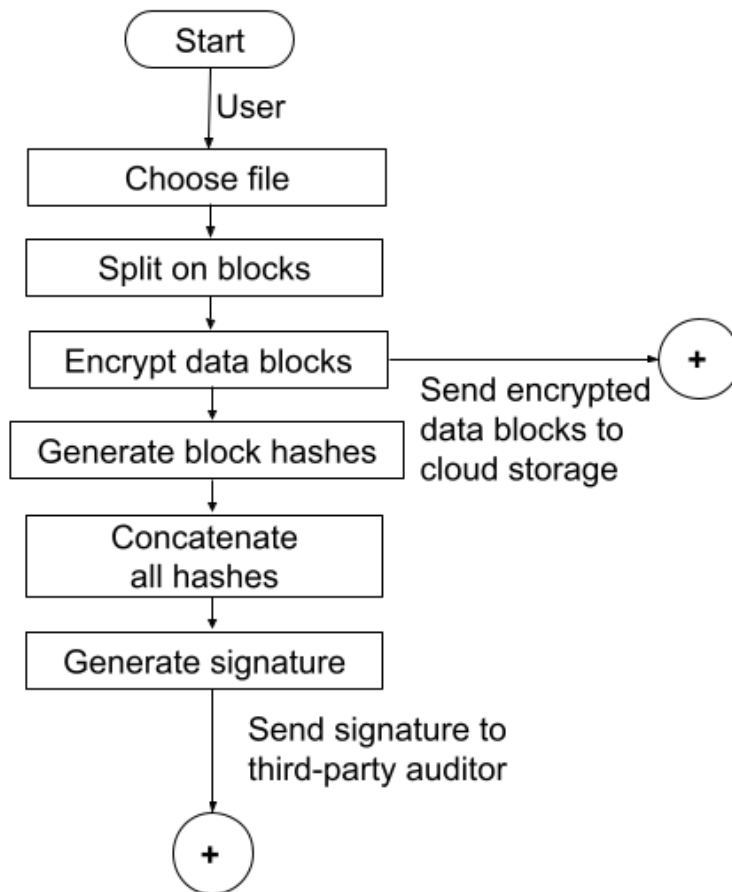 Start
User
Choose file
Split on blocks
Encrypt data blocks
+
Send encrypted
data blocks to
cloud storage
Generate block hashes
Concatenate
all hashes
Generate signature
Send signature to
third-party auditor
+